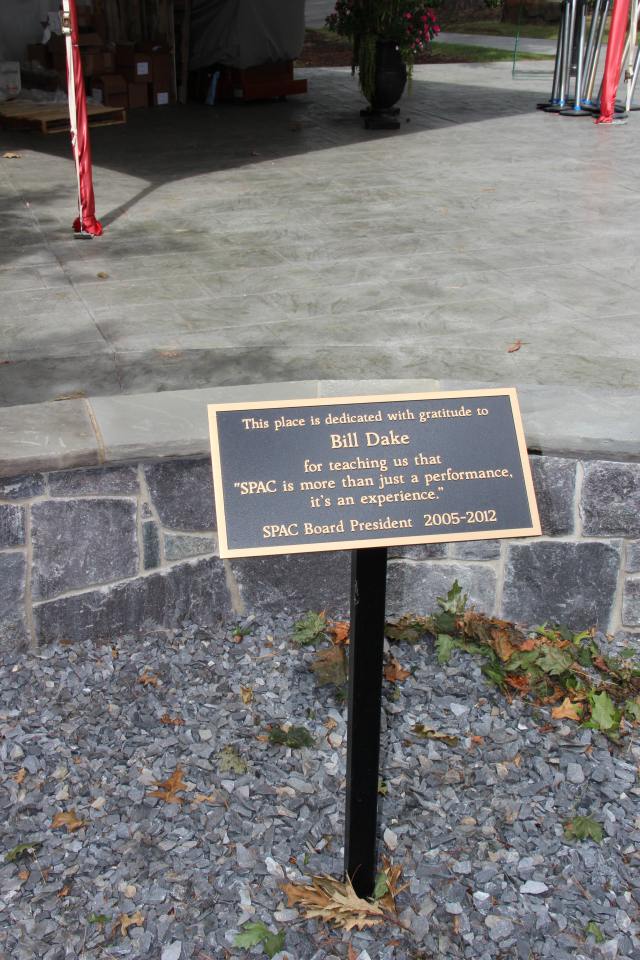 This place is dedicated with gratitude to
Bill Dake
for teaching us that
"SPAC is more than just a performance,
it's an experience."
SPAC Board President 2005-2012